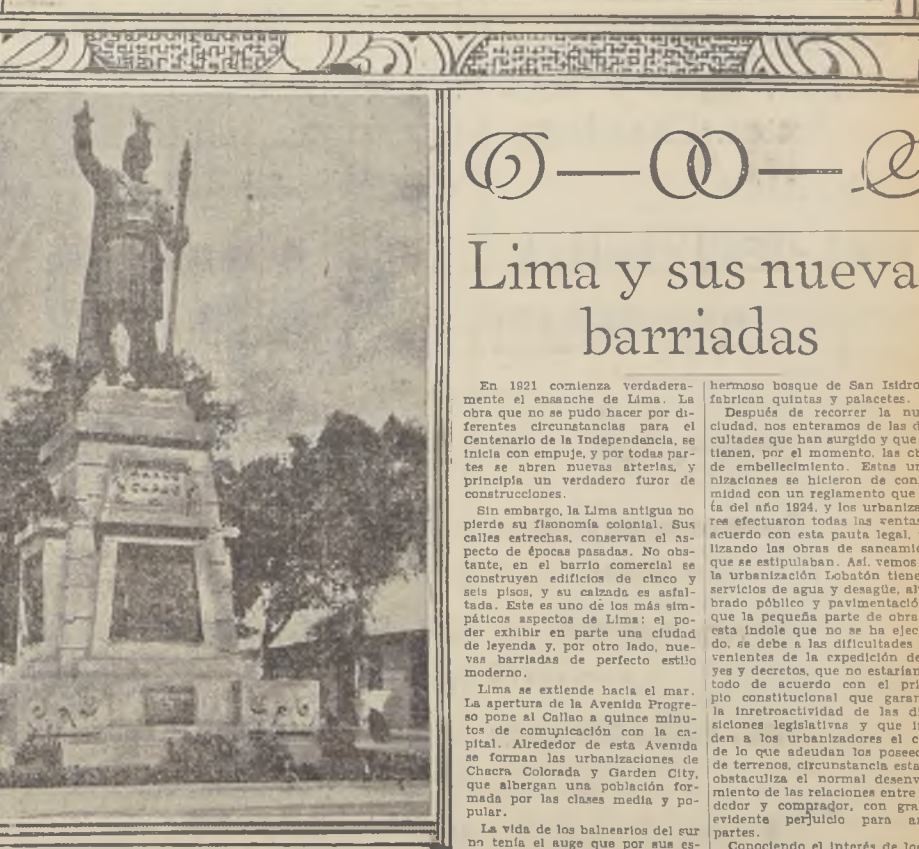 Lima y sus nueva
barriadas
En 1921 comienza verdadera-
mente el ensanche de Lima. La
obra que no se pudo hacer por di-
ferentes circunstancias para el
Centenario de la Independencia, se
inicia con empuje, y por todas par-
tes se abren nuevas arterias, y
principia un verdadero furor de
construcciones.
Sin embargo, la Lima antigua no
pierde su fisonomía colonial. Sus
calles estrechas, conservan el as-
pecto de épocas pasadas. No obs-
tante, en el barrio comercial se
construyen edificios de cinco y
seis pisos, y su calzada es asfal-
tada. Este es uno de los más sim-
páticos aspectos de Lima: el po-
der exhibir en parte una ciudad
de leyenda y, por otro lado, nue-
vas barriadas de perfecto estilo
moderno.
Lima se extiende hacia el mar.
La apertura de la Avenida Progre-
so pone al Callao a quince minu-
tos de comunicación con la ca-
pital. Alrededor de esta Avenida
se forman las urbanizaciones de
Chacra Colorada y Garden City,
que albergan una población for-
mada por las clases media y po-
pular.
La vida de los balnearios del sur
no tenía el auge que por sus es-
hermoso bosque de San Isidro
fabrican quintas y palacetes.
Después de recorrer la nu
ciudad, nos enteramos de las d
cultades que han surgido y que
tienen, por el momento, las ob
de embellecimiento. Estas ur
nizaciones se hicieron de con
midad con un reglamento que
ta del año 1924, y los urbaniza
res efectuaron todas las ventas
acuerdo con esta pauta legal,
lizando las obras de saneamie
que se estipulaban. Así, vemos
la urbanización Lobatón tiene
servicios de agua y desagüe, al
brado público y pavimentació
que la pequeña parte de obra
esta índole que no se ha ejec
do, se debe a las dificultades
venientes de la expedición de
yes y decretos, que no estarían
todo de acuerdo con el pri
pio constitucional que garan
la inretroactividad de las di
siciones legislativas y que i
den a los urbanizadores el c
de lo que adeudan los poseed
de terrenos, circunstancia esta
obstaculiza el normal desenv
miento de las relaciones entre
dedor y comprador, con gra
evidente perjuicio para a
partes.
Conociendo el interés de los